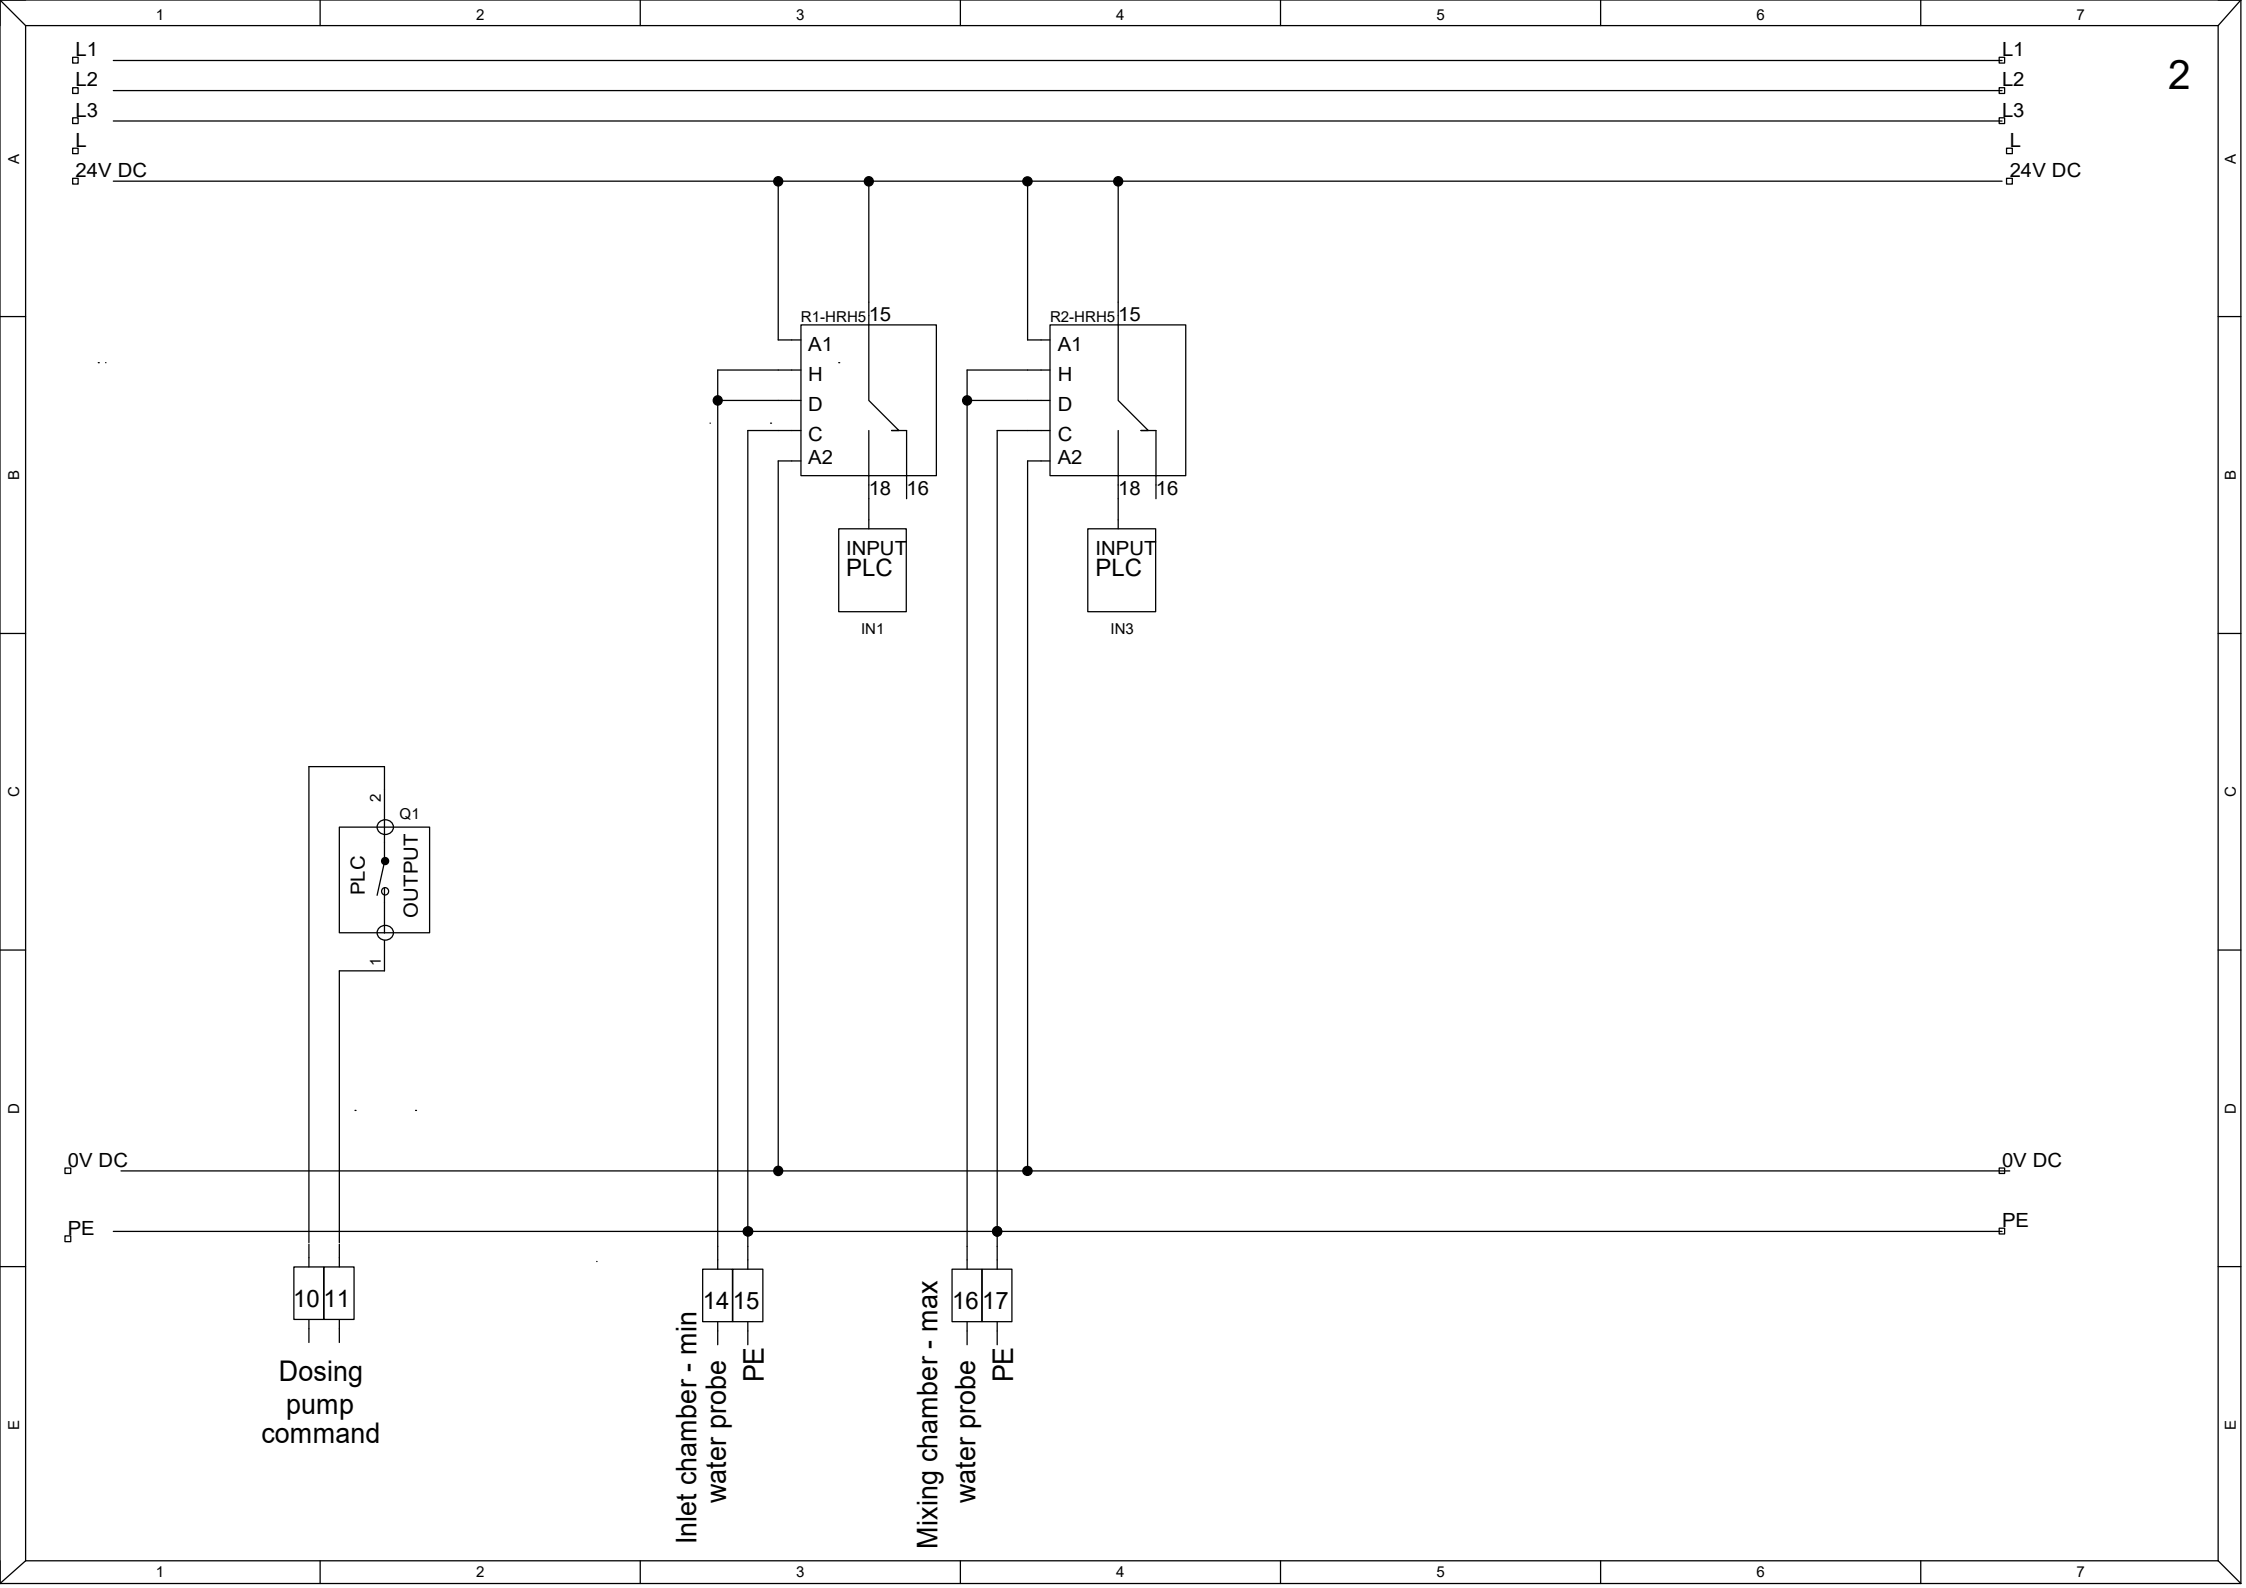 1 2 3 4 5 6 7
L1 L1
2
L2 L2
L3 L3
L L
A A
24V DC 24V DC
R1-HRH5 15 R2-HRH5 15
A1 A1
H H
D D
C C
A2 A2
B B
18 16 18 16
INPUT INPUT
PLC PLC
IN1 IN3
C C
2
Q1
PLC
OUTPUT
1
D D
0V DC 0V DC
PE PE
10 11 14 15 16 17
Dosing
pump
command
Inlet chamber - min
water probe
PE
Mixing chamber - max
water probe
PE
E E
1 2 3 4 5 6 7